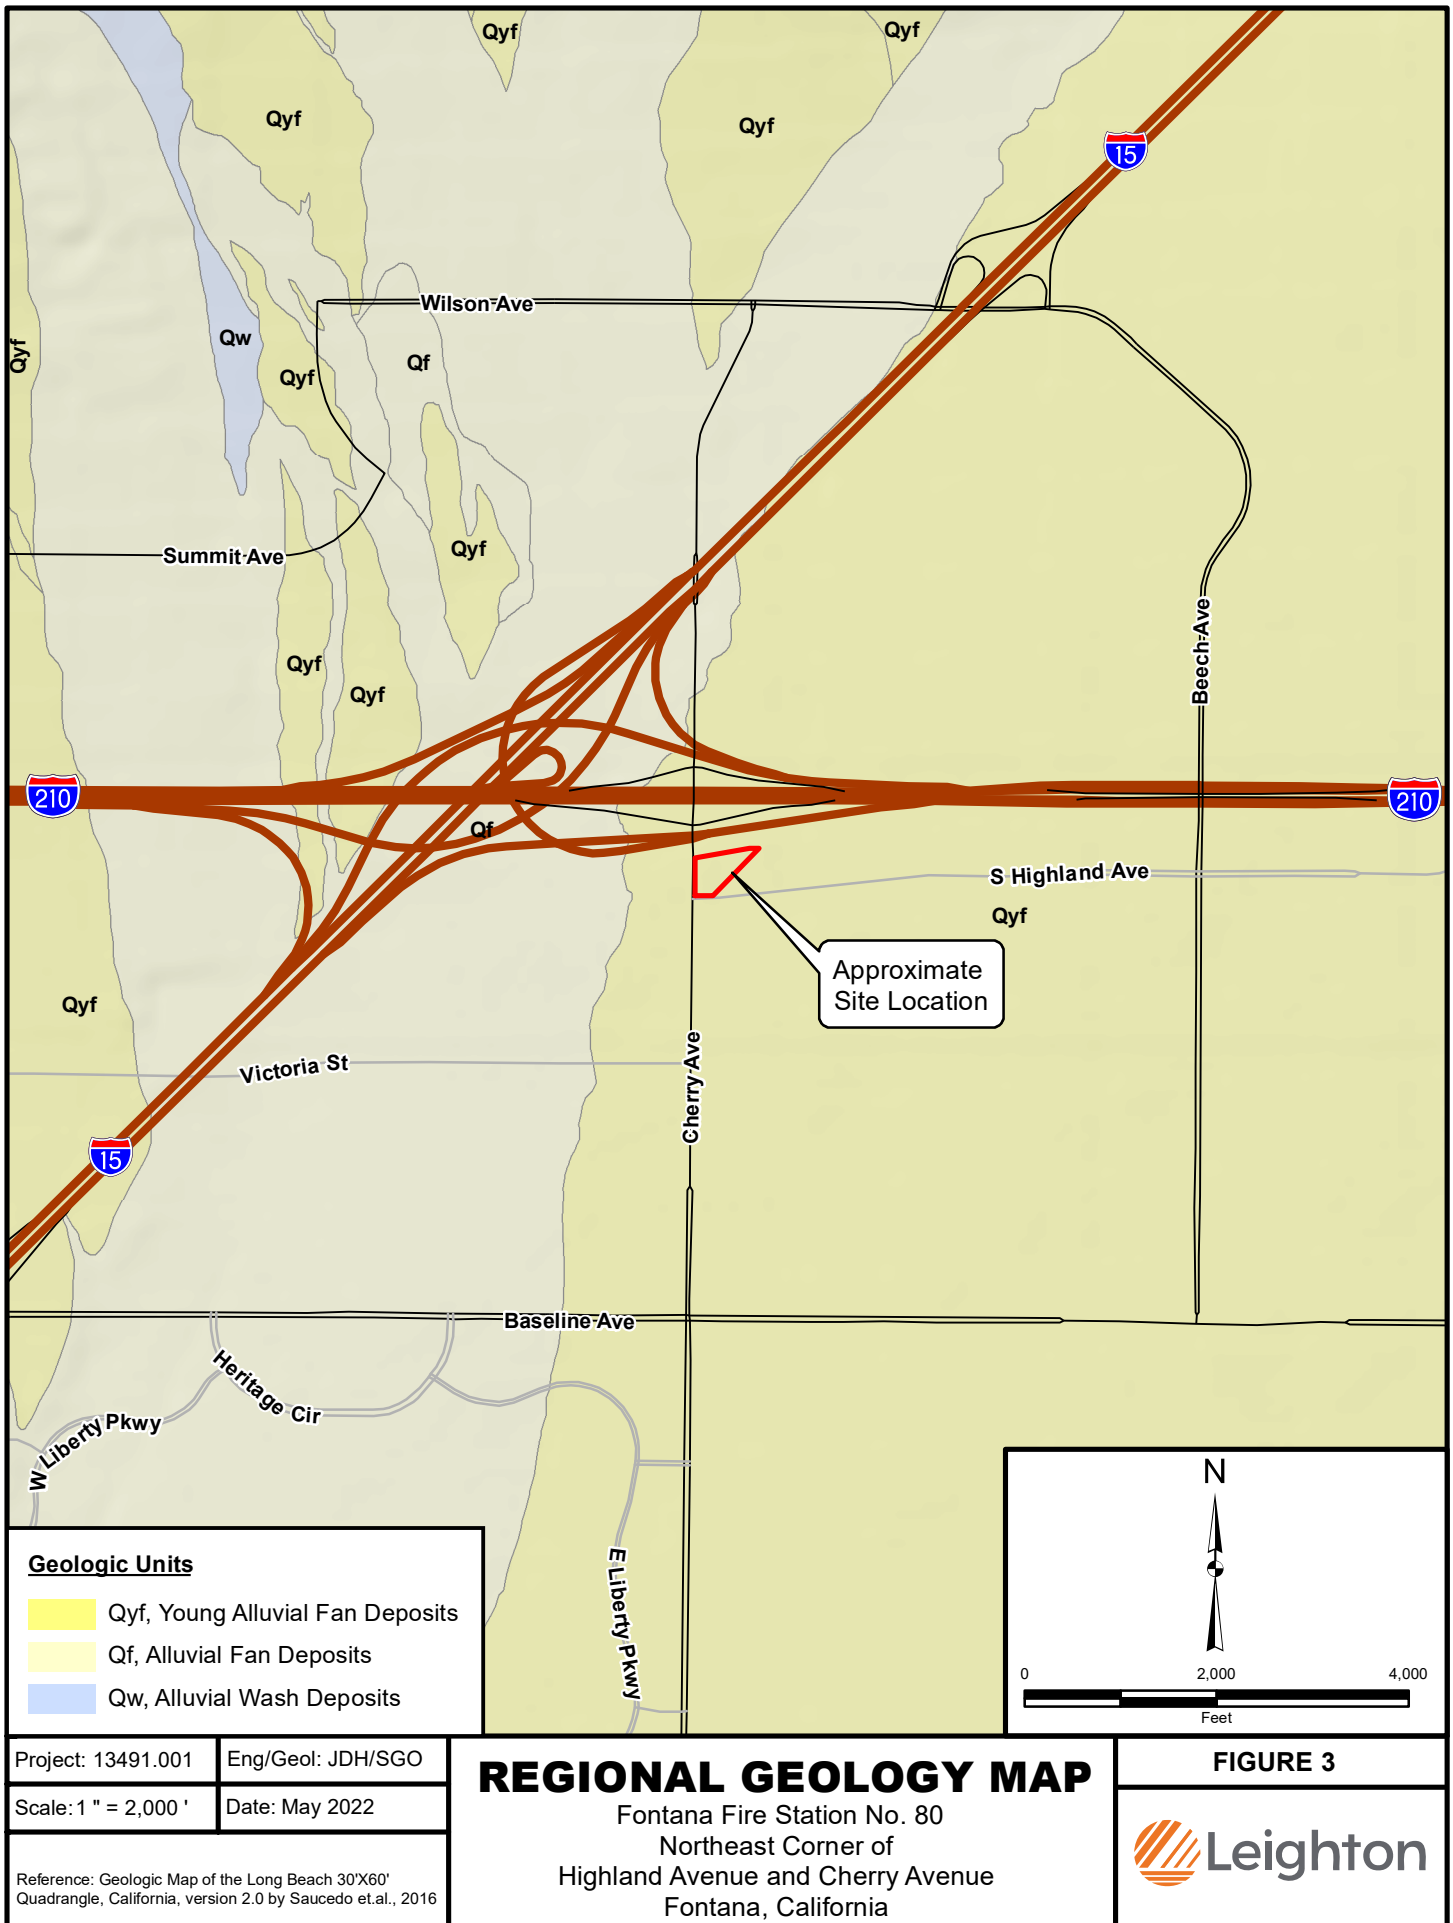 Qyf
Qyf
Qyf
Qyf
15
Wilson Ave
Qw
Qyf
Qf
Qyf
Summit Ave
Qyf
Beech Ave
Qyf
Qyf
210
210
Qf
S Highland Ave
Qyf
Approximate
Site Location
Qyf
Cherry Ave
Victoria St
15
Baseline Ave
Heritage Cir
W Liberty Pkwy
E Liberty Pkwy
N
0 2,000 4,000
Feet
Geologic Units
Qyf, Young Alluvial Fan Deposits
Qf, Alluvial Fan Deposits
Qw, Alluvial Wash Deposits
Project: 13491.001
Eng/Geol: JDH/SGO
Scale: 1 " = 2,000 '
Date: May 2022
Reference: Geologic Map of the Long Beach 30'X60'
Quadrangle, California, version 2.0 by Saucedo et.al., 2016
REGIONAL GEOLOGY MAP
Fontana Fire Station No. 80
Northeast Corner of
Highland Avenue and Cherry Avenue
Fontana, California
FIGURE 3
Leighton